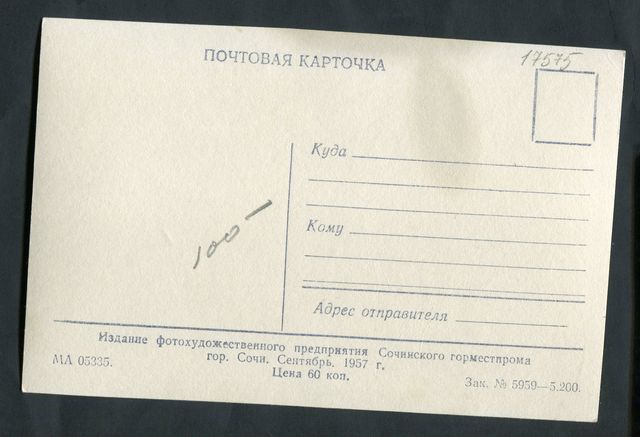 ПОЧТОВАЯ КАРТОЧКА
17575
Куда
Кому
100-
Адрес отправителя
Издание фотохудожественного предприятия Сочинского горместпрома
гор. Сочи. Сентябрь. 1957 г.
МА 05335.
Цена 60 коп.
Зак. № 5959—5.200.